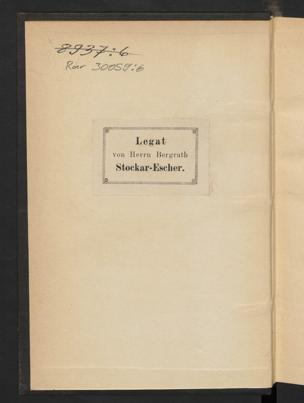 8937:6
Rar 30059:6
Legat
von Herrn Bergrath
Stockar-Escher.